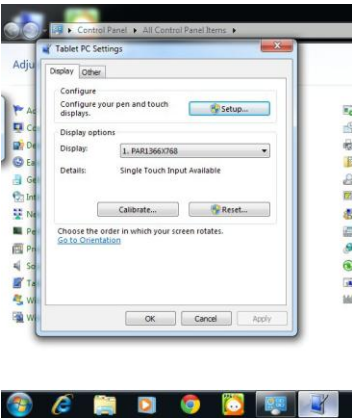 Control Panel ▸ All Control Panel Items ▸
Tablet PC Settings
Adju
Display Other
Configure
Configure your pen and touch
displays.
Setup...
Display options
Display: 1. PAR1366X768
Details: Single Touch Input Available
Calibrate... Reset...
Choose the order in which your screen rotates.
Go to Orientation
OK Cancel Apply